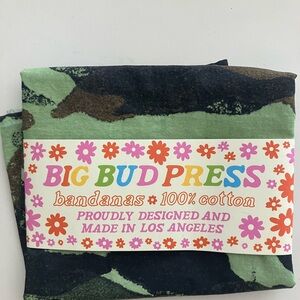 BIG BUD PRESS
bandanas 100% cotton
PROUDLY DESIGNED AND
MADE IN LOS ANGELES